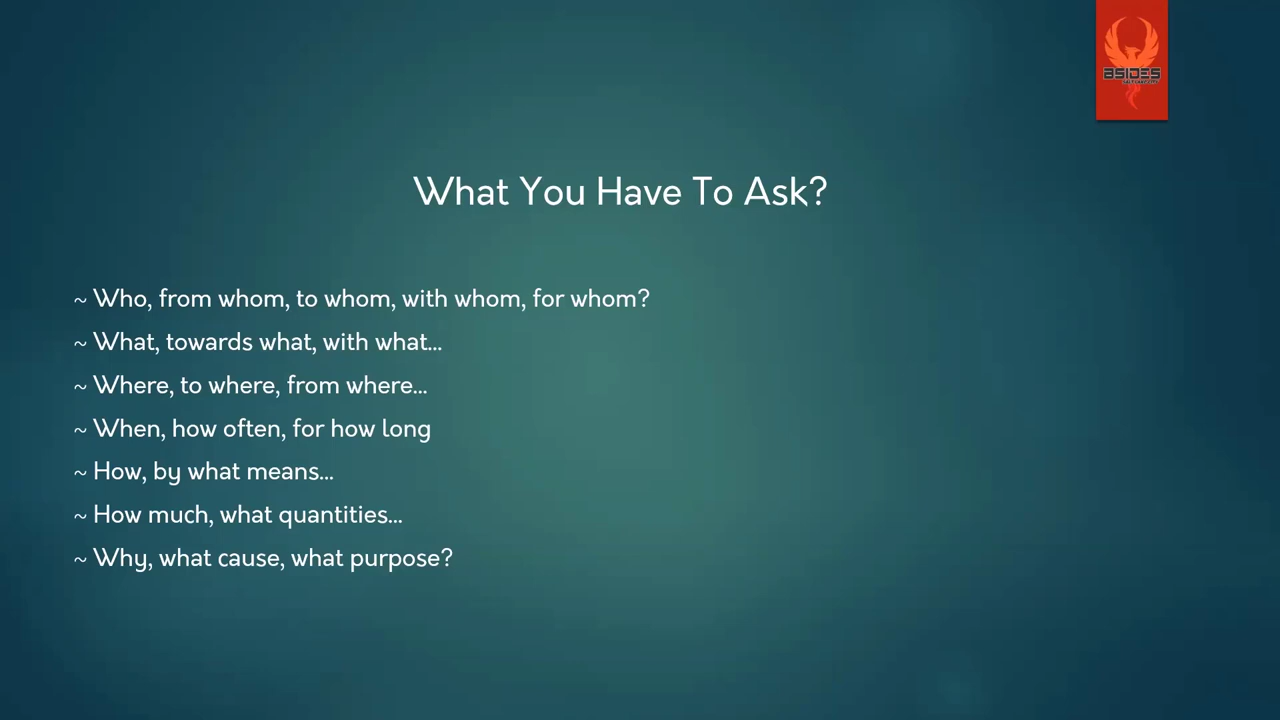 BSIDES
What You Have To Ask?
~ Who, from whom, to whom, with whom, for whom?
~ What, towards what, with what...
~ Where, to where, from where...
~ When, how often, for how long
~ How, by what means...
~ How much, what quantities...
~ Why, what cause, what purpose?